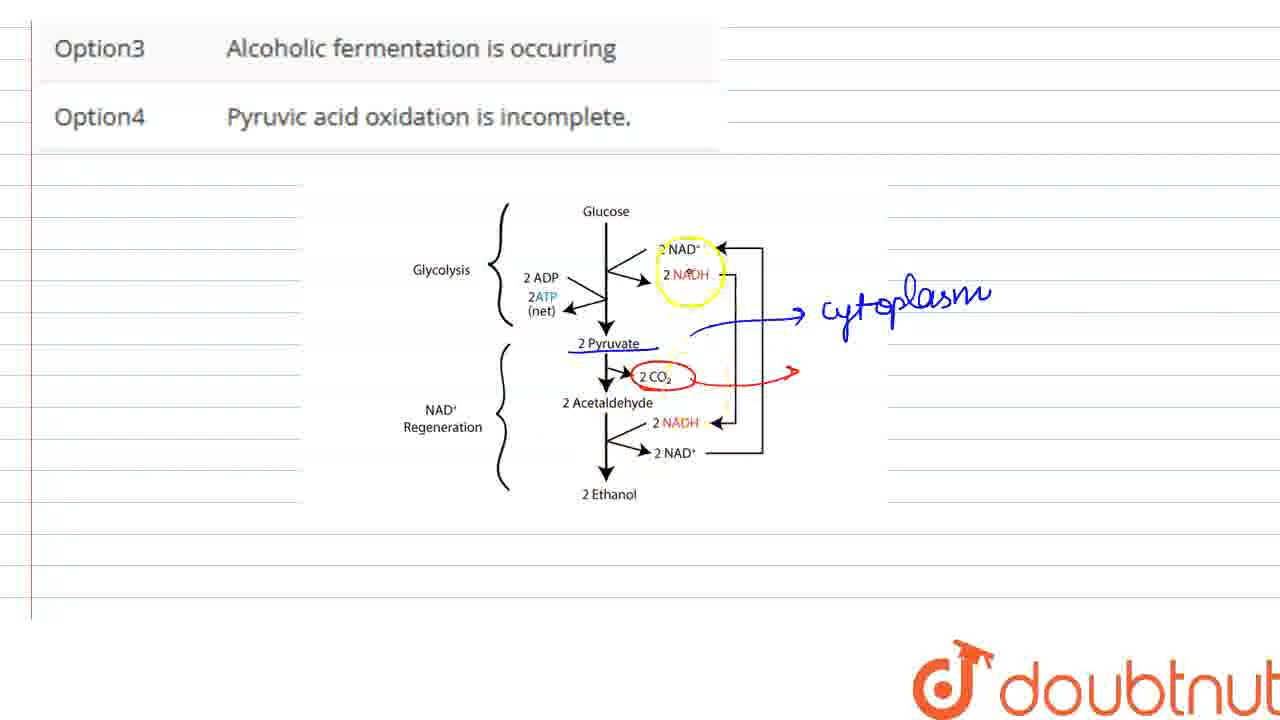 Option3 Alcoholic fermentation is occurring
Option4 Pyruvic acid oxidation is incomplete.
Glucose
2 NAD⁺
Glycolysis
2 ADP
2 NADH
2ATP
(net)
cytoplasm
2 Pyruvate
2 CO₂
2 Acetaldehyde
NAD⁺
Regeneration
2 NADH
2 NAD⁺
2 Ethanol
doubtnut